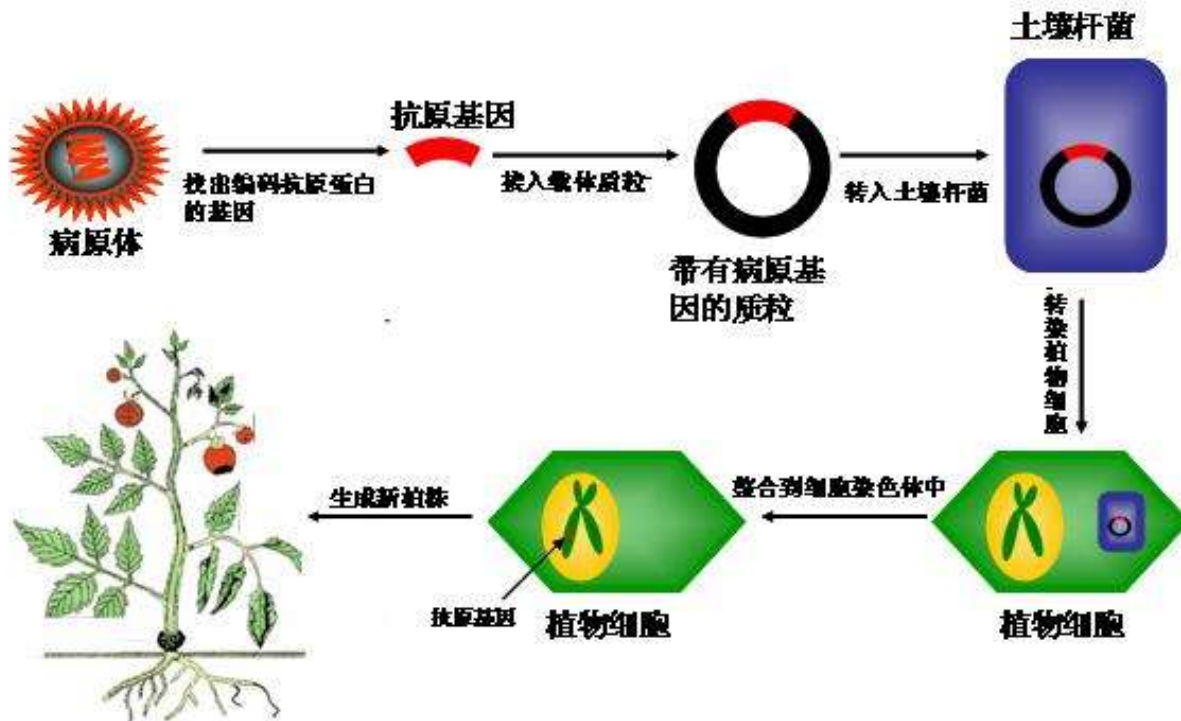 土壤杆菌
抗原基因
找出编码抗原蛋白
的基因
接入载体质粒
转入土壤杆菌
病原体
带有病原基
因的质粒
转染植物细胞
整合到细胞染色体中
生成新植株
抗原基因
植物细胞
植物细胞